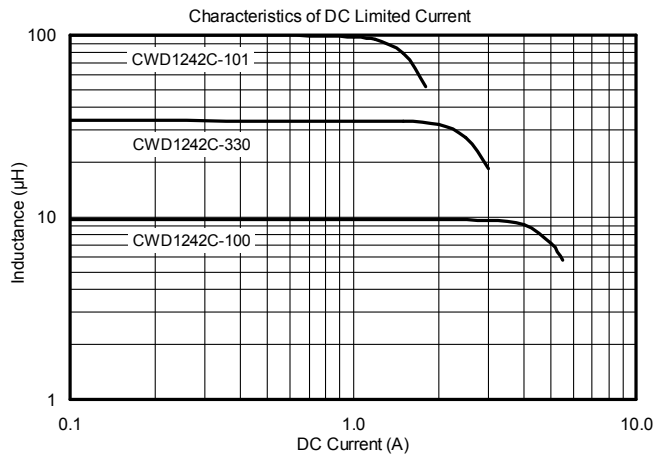 Characteristics of DC Limited Current
100
CWD1242C-101
CWD1242C-330
10
CWD1242C-100
1
Inductance (µH)
0.1
1.0
10.0
DC Current (A)